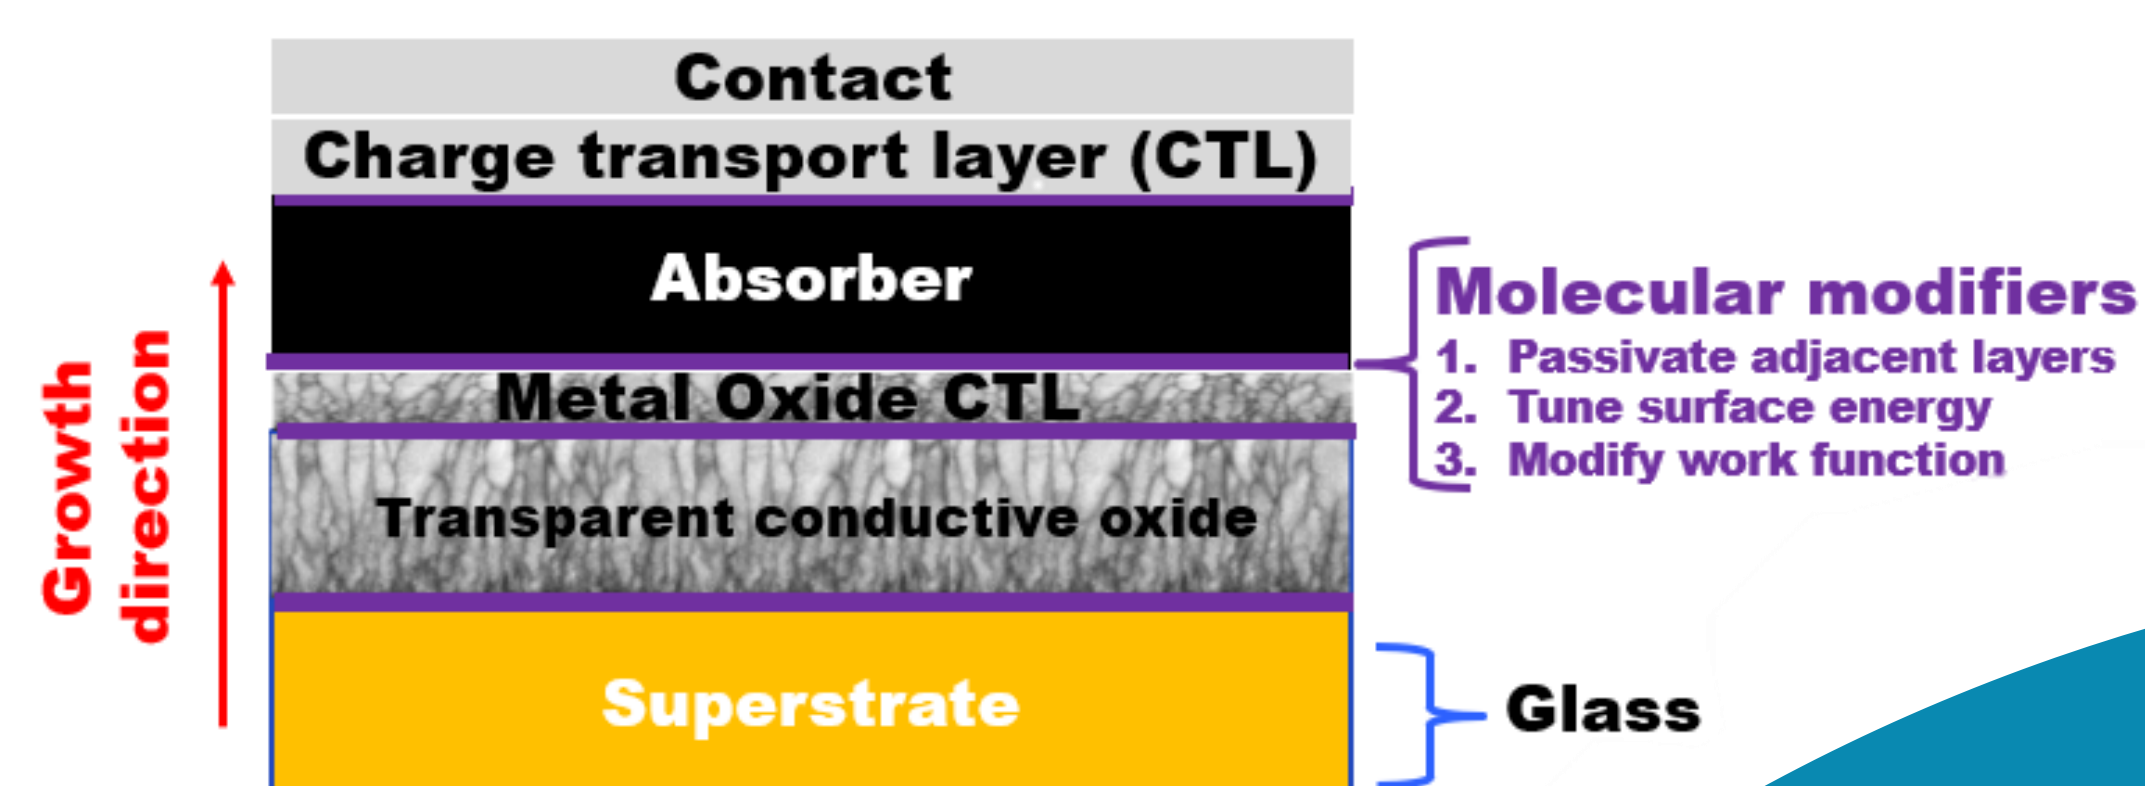 Contact
Charge transport layer (CTL)
Absorber
Metal Oxide CTL
Transparent conductive oxide
Superstrate
Growth
direction
Molecular modifiers
1. Passivate adjacent layers
2. Tune surface energy
3. Modify work function
Glass